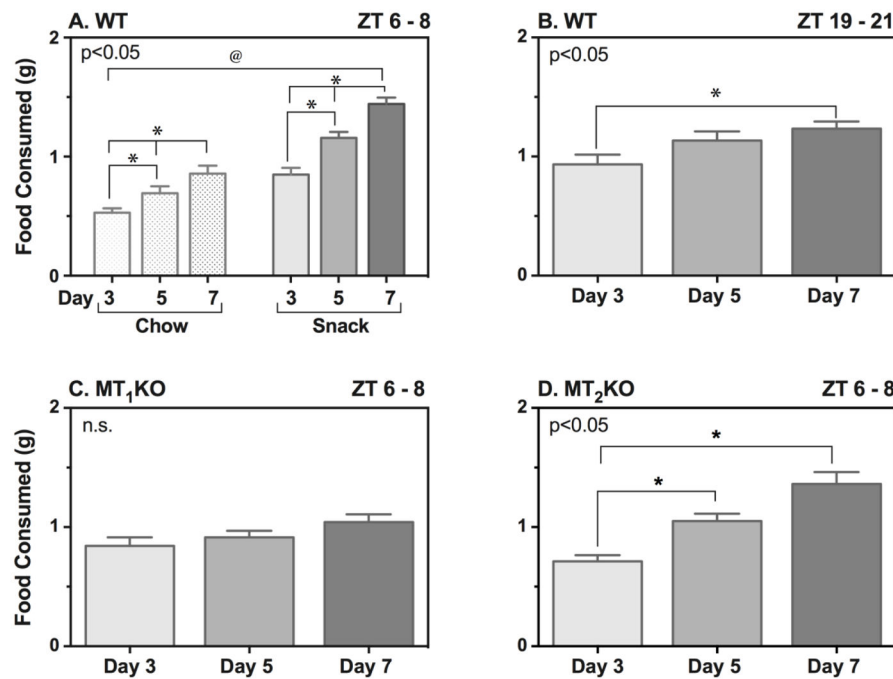 A. WT ZT 6 - 8
p<0.05
@
*
*
*
*
2
1
0
Food Consumed (g)
Day 3 5 7 3 5 7
Chow Snack
B. WT ZT 19 - 21
p<0.05
*
2
1
0
Day 3 Day 5 Day 7
C. MT₁KO ZT 6 - 8
n.s.
2
1
0
Food Consumed (g)
Day 3 Day 5 Day 7
D. MT₂KO ZT 6 - 8
p<0.05
*
*
2
1
0
Day 3 Day 5 Day 7